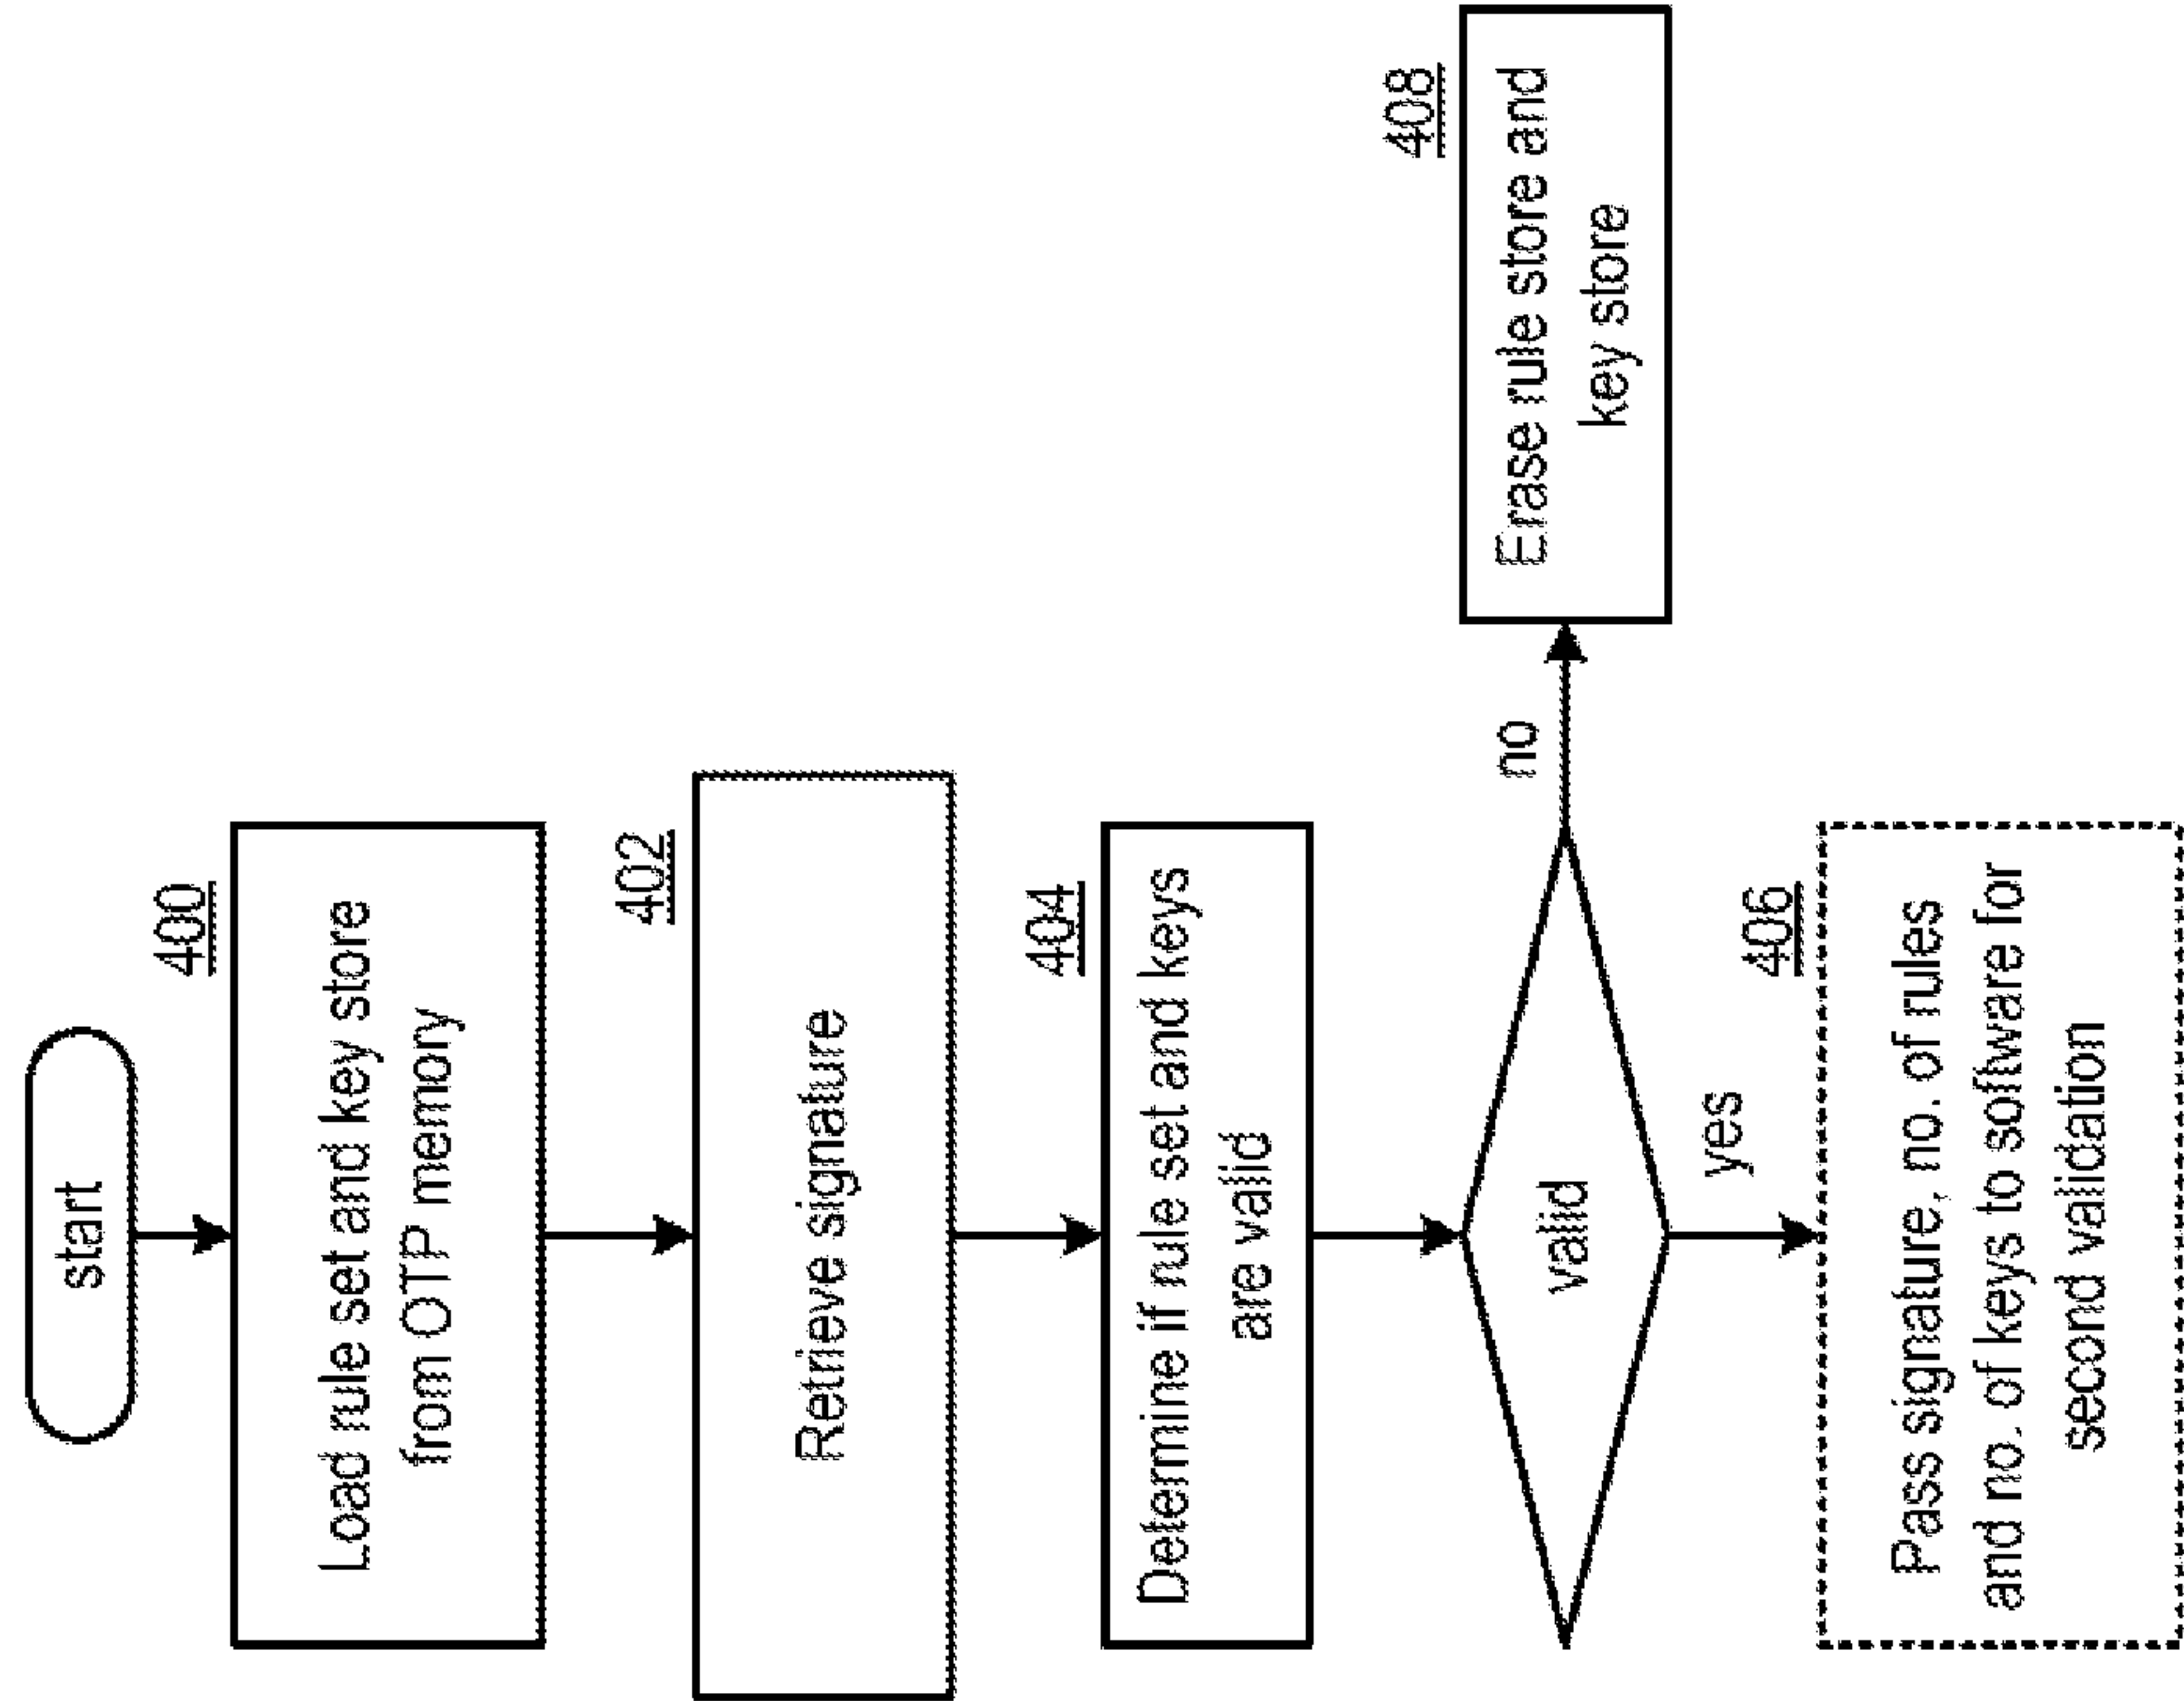 start
400
Load rule set and key store
from OTP memory
402
Retrieve signature
404
Determine if rule set and keys
are valid
valid
no
408
Erase rule store and
key store
yes
406
Pass signature, no. of rules
and no. of keys to software for
second validation